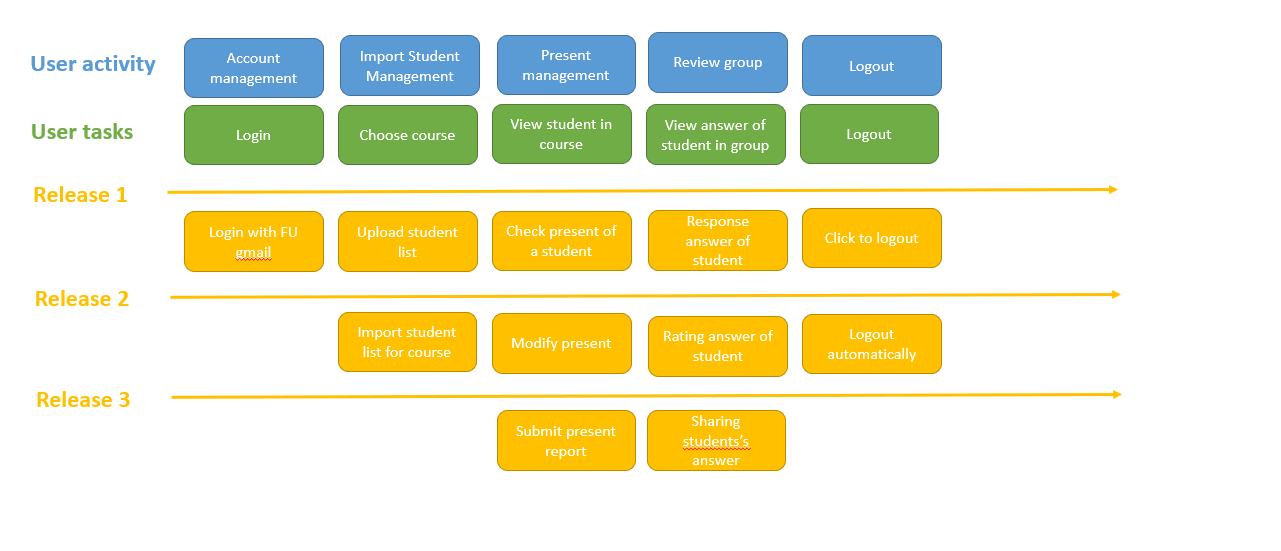 User activity
Account
management
Import Student
Management
Present
management
Review group
Logout
User tasks
Login
Choose course
View student in
course
View answer of
student in group
Logout
Release 1
Login with FU
gmail
Upload student
list
Check present of
a student
Response
answer of
student
Click to logout
Release 2
Import student
list for course
Modify present
Rating answer of
student
Logout
automatically
Release 3
Submit present
report
Sharing
students’s
answer